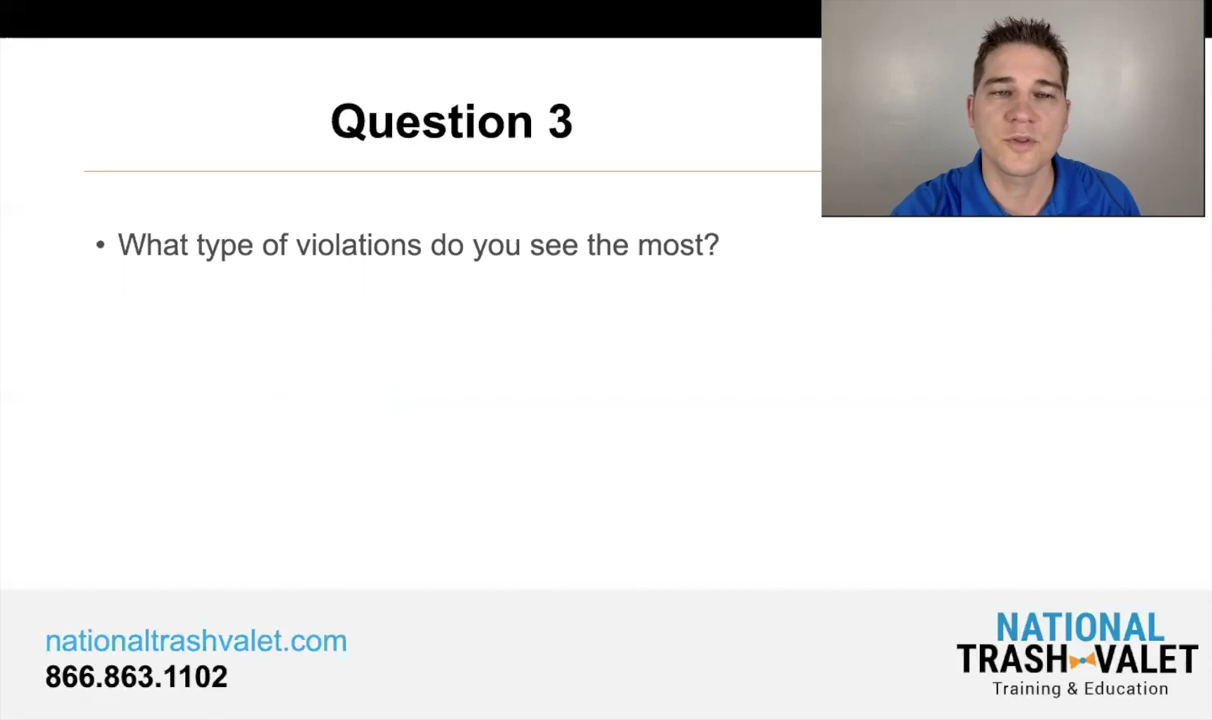 Question 3
• What type of violations do you see the most?
nationaltrashvalet.com
866.863.1102
NATIONAL
TRASH VALET
Training & Education